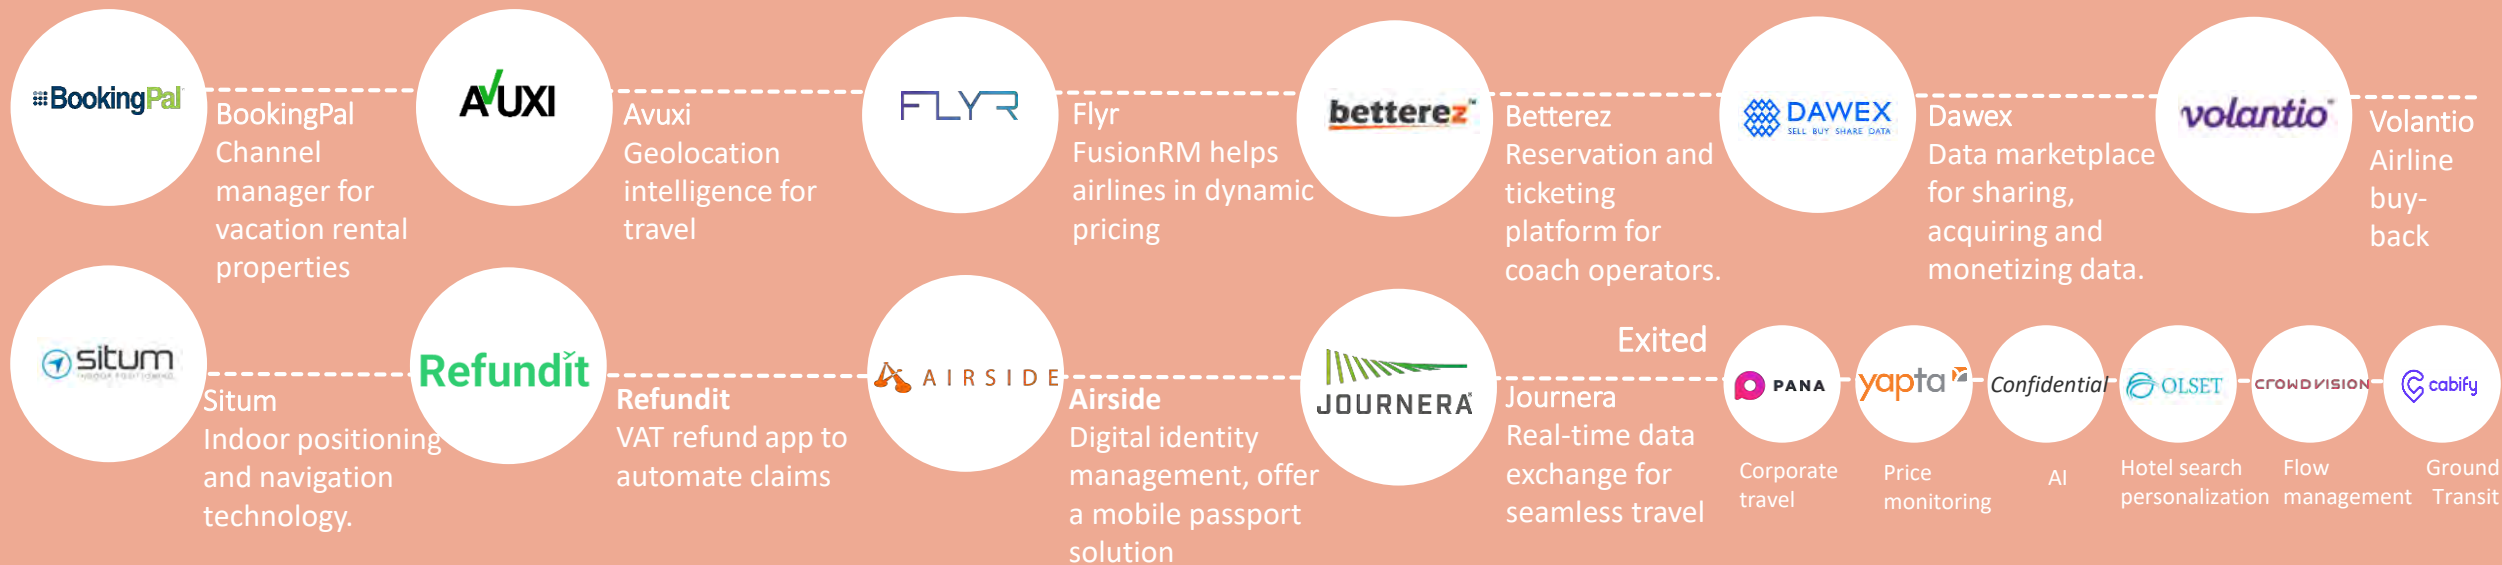 BookingPal
BookingPal
Channel
manager for
vacation rental
properties
AVUXI
Avuxi
Geolocation
intelligence for
travel
FLYR
Flyr
FusionRM helps
airlines in dynamic
pricing
betterez
Betterez
Reservation and
ticketing
platform for
coach operators.
DAWEX
SELL BUY SHARE DATA
Dawex
Data marketplace
for sharing,
acquiring and
monetizing data.
volantio
Volantio
Airline
buy-
back
situm
Situm
Indoor positioning
and navigation
technology.
Refundit
Refundit
VAT refund app to
automate claims
AIRSIDE
Airside
Digital identity
management, offer
a mobile passport
solution
JOURNERA
Journera
Real-time data
exchange for
seamless travel
Exited
PANA
Corporate
travel
yapta
Price
monitoring
Confidential
AI
OLSET
Hotel search
personalization
CROWDVISION
Flow
management
cabify
Ground
Transit